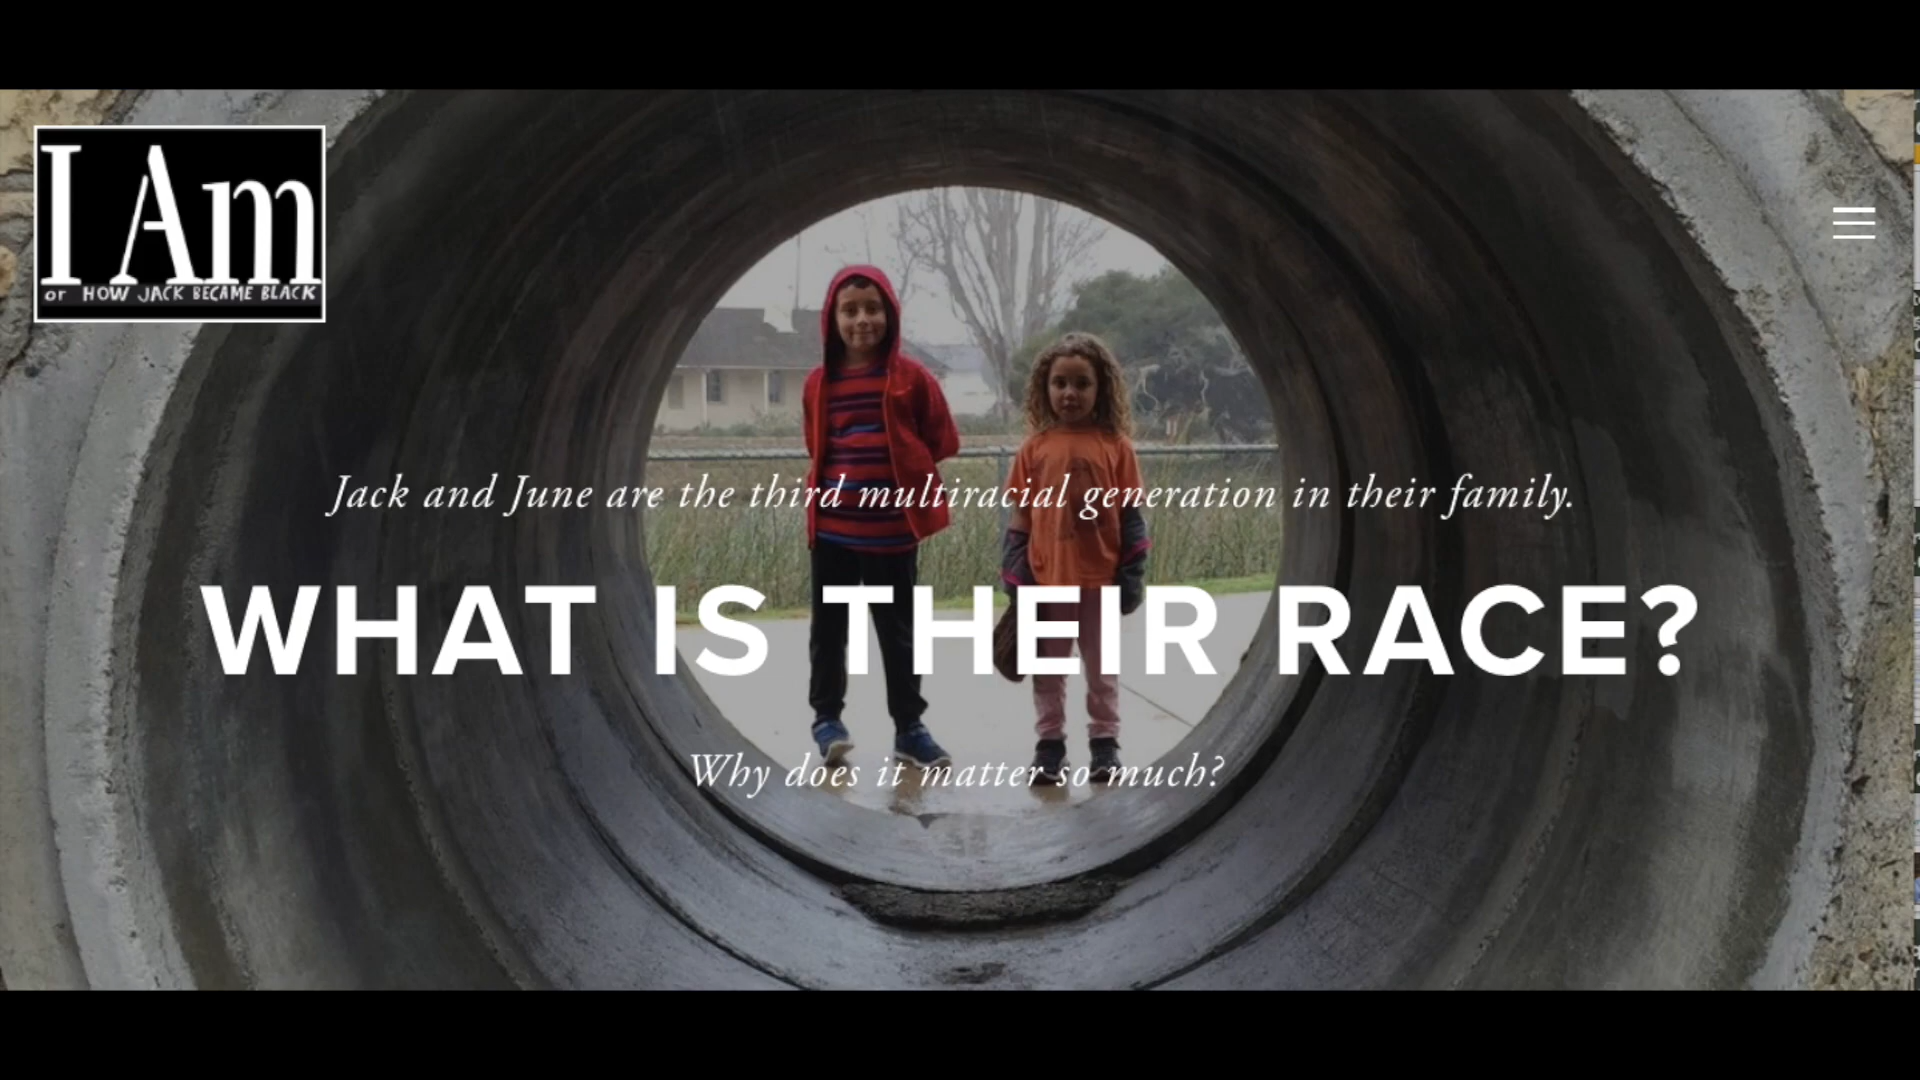 I Am
or HOW JACK BECAME BLACK
Jack and June are the third multiracial generation in their family.
WHAT IS THEIR RACE?
Why does it matter so much?